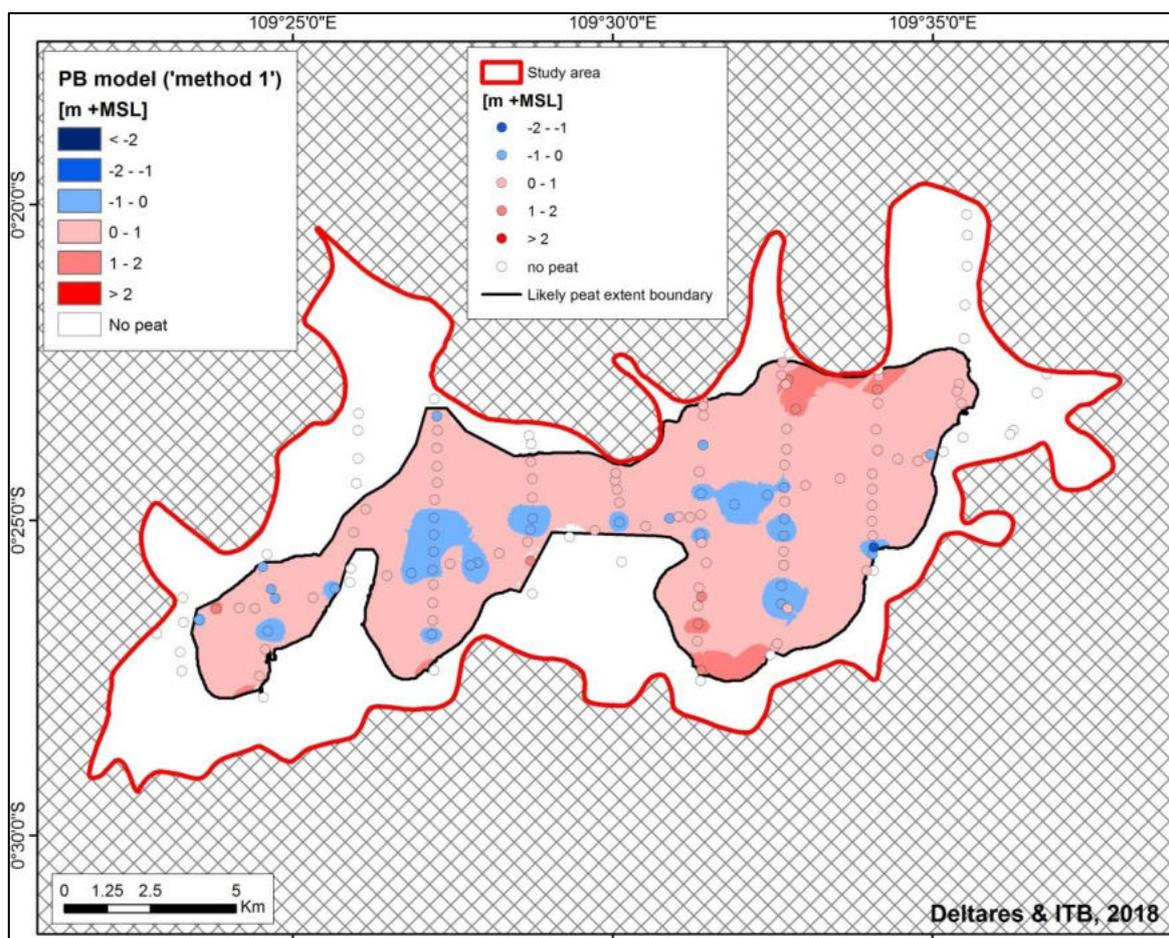 109°25'0"E
109°30'0"E
109°35'0"E
PB model ('method 1')
[m +MSL]
< -2
-2 - -1
-1 - 0
0 - 1
1 - 2
> 2
No peat
Study area
[m +MSL]
-2 - -1
-1 - 0
0 - 1
1 - 2
> 2
no peat
Likely peat extent boundary
0°20'0"S
0°25'0"S
0°30'0"S
0 1.25 2.5 5
Km
Deltares & ITB, 2018